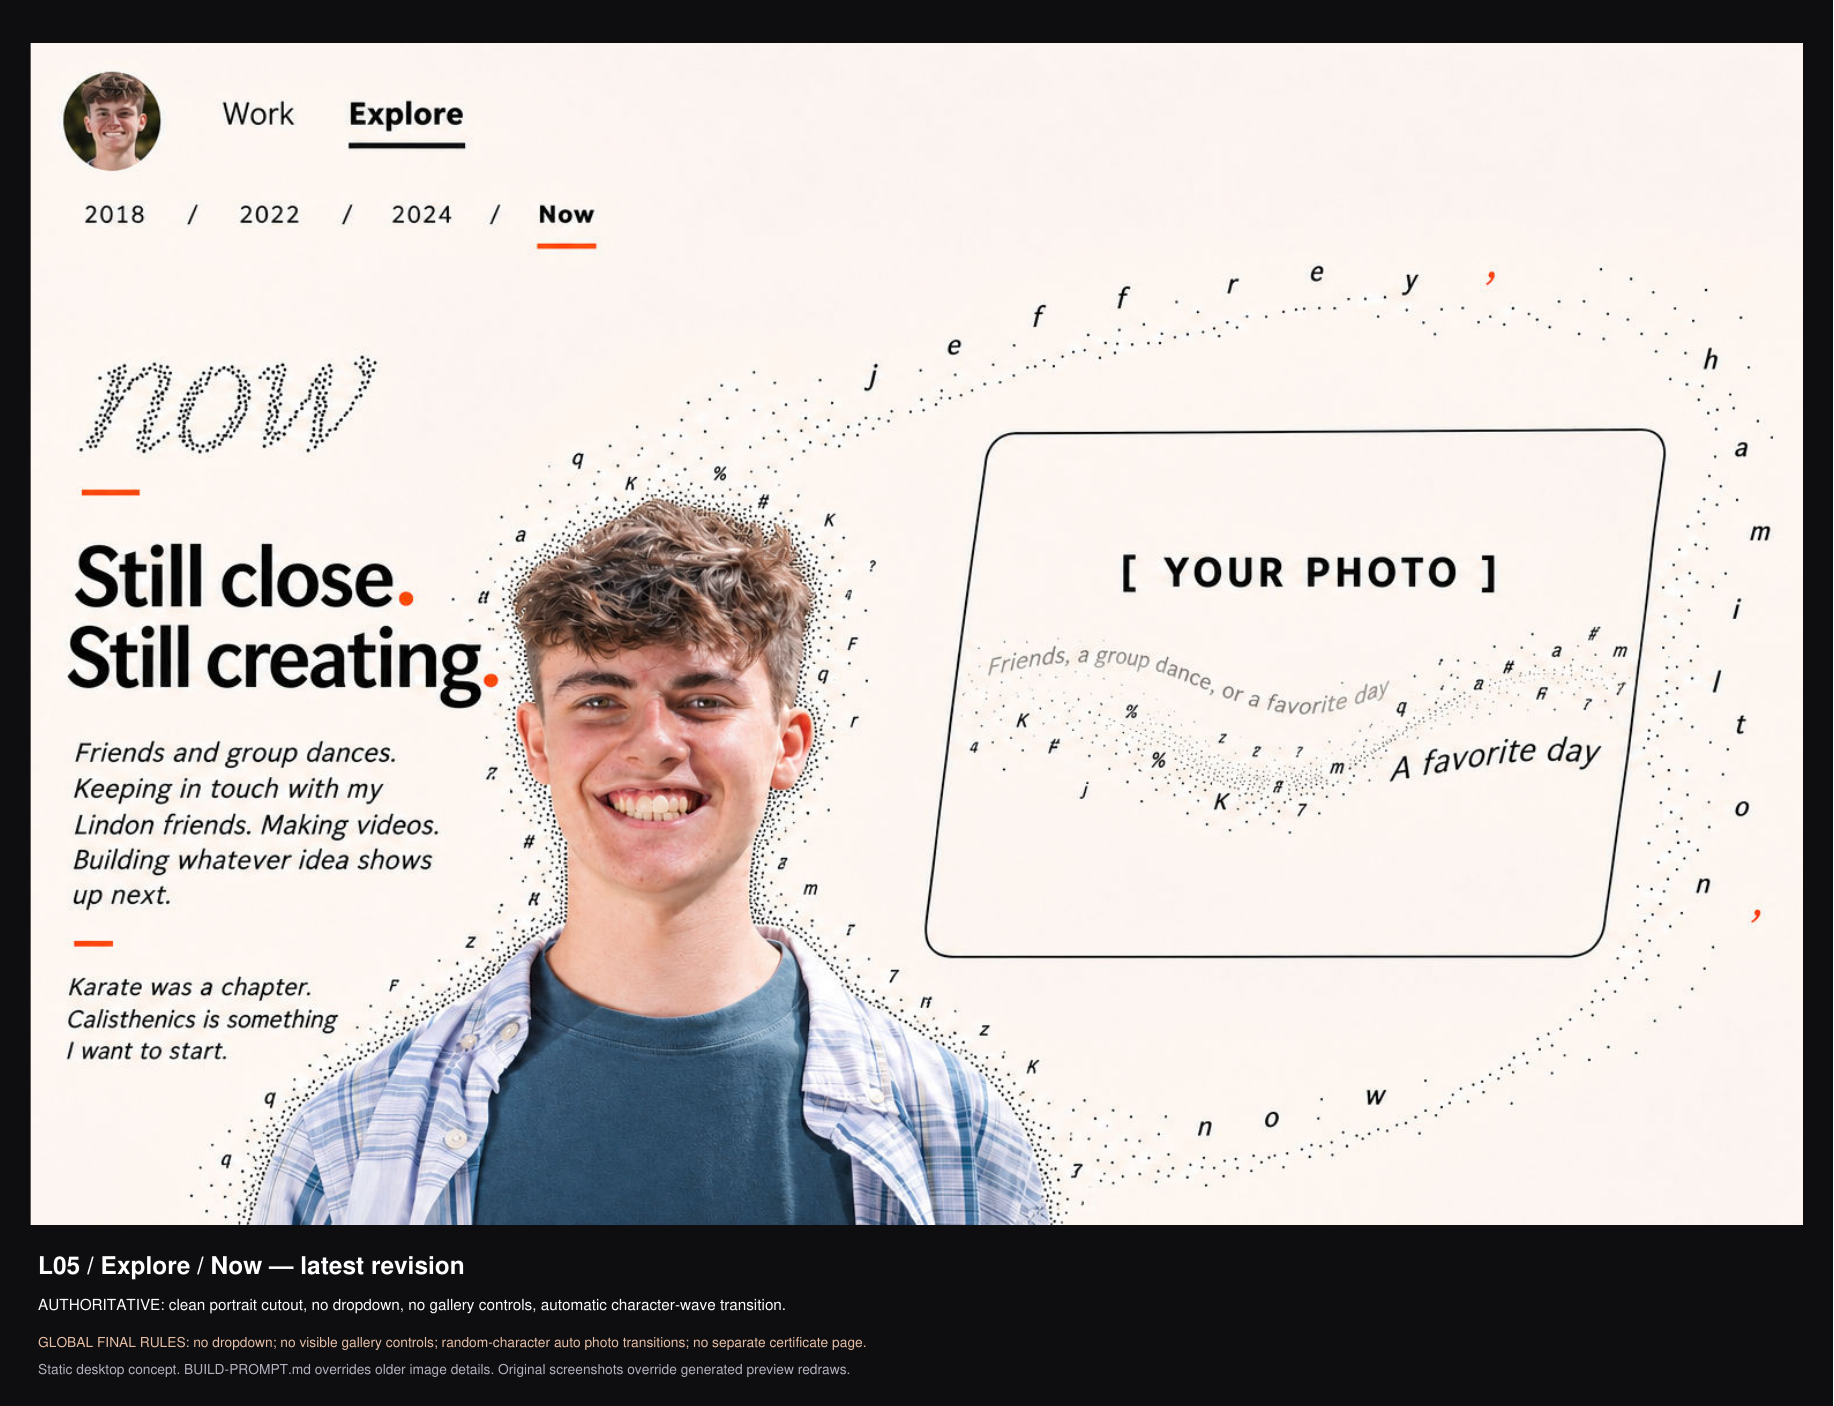 Work Explore
2018 / 2022 / 2024 / Now
now
Still close.
Still creating.
Friends and group dances.
Keeping in touch with my
Lindon friends. Making videos.
Building whatever idea shows
up next.
Karate was a chapter.
Calisthenics is something
I want to start.
jeffrey,
hamilton,
now
[ YOUR PHOTO ]
Friends, a group dance, or a favorite day
A favorite day
L05 / Explore / Now — latest revision
AUTHORITATIVE: clean portrait cutout, no dropdown, no gallery controls, automatic character-wave transition.
GLOBAL FINAL RULES: no dropdown; no visible gallery controls; random-character auto photo transitions; no separate certificate page.
Static desktop concept. BUILD-PROMPT.md overrides older image details. Original screenshots override generated preview redraws.